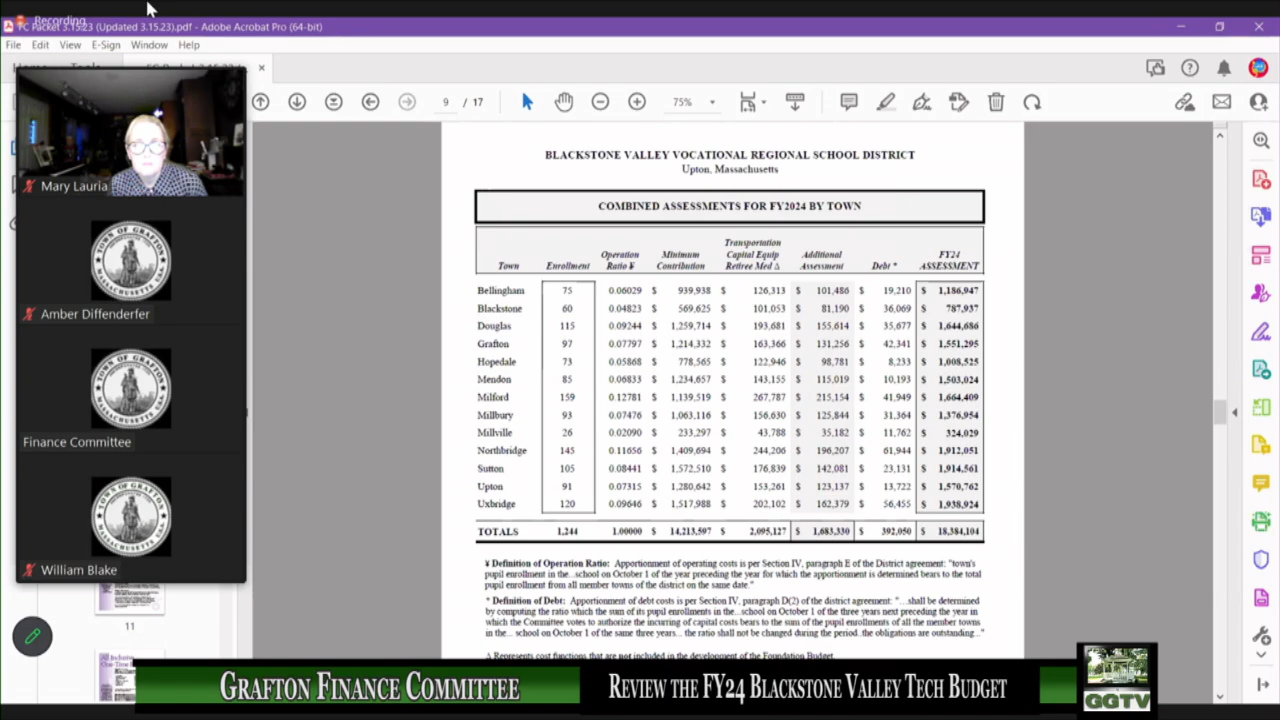 Recording
FC Packet 3.15.23 (Updated 3.15.23).pdf - Adobe Acrobat Pro (64-bit)
File Edit View E-Sign Window Help
9 / 17 75%
Mary Lauria
Amber Diffenderfer
Finance Committee
William Blake
11
BLACKSTONE VALLEY VOCATIONAL REGIONAL SCHOOL DISTRICT
Upton, Massachusetts
COMBINED ASSESSMENTS FOR FY2024 BY TOWN
Town Enrollment Operation Ratio ¥ Minimum Contribution Transportation Capital Equip Retiree Med Δ Additional Assessment Debt * FY24 ASSESSMENT
Bellingham 75 0.06029 $ 939,938 $ 126,313 $ 101,486 $ 19,210 $ 1,186,947
Blackstone 60 0.04823 $ 569,625 $ 101,053 $ 81,190 $ 36,069 $ 787,937
Douglas 115 0.09244 $ 1,259,714 $ 193,681 $ 155,614 $ 35,677 $ 1,644,686
Grafton 97 0.07797 $ 1,214,332 $ 163,366 $ 131,256 $ 42,341 $ 1,551,295
Hopedale 73 0.05868 $ 778,565 $ 122,946 $ 98,781 $ 8,233 $ 1,008,525
Mendon 85 0.06833 $ 1,234,657 $ 143,155 $ 115,019 $ 10,193 $ 1,503,024
Milford 159 0.12781 $ 1,139,519 $ 267,787 $ 215,154 $ 41,949 $ 1,664,409
Millbury 93 0.07476 $ 1,063,116 $ 156,630 $ 125,844 $ 31,364 $ 1,376,954
Millville 26 0.02090 $ 233,297 $ 43,788 $ 35,182 $ 11,762 $ 324,029
Northbridge 145 0.11656 $ 1,409,694 $ 244,206 $ 196,207 $ 61,944 $ 1,912,051
Sutton 105 0.08441 $ 1,572,510 $ 176,839 $ 142,081 $ 23,131 $ 1,914,561
Upton 91 0.07315 $ 1,280,642 $ 153,261 $ 123,137 $ 13,722 $ 1,570,762
Uxbridge 120 0.09646 $ 1,517,988 $ 202,102 $ 162,379 $ 56,455 $ 1,938,924
TOTALS 1,244 1.00000 $ 14,213,597 $ 2,095,127 $ 1,683,330 $ 392,050 $ 18,384,104
¥ Definition of Operation Ratio: Apportionment of operating costs is per Section IV, paragraph E of the District agreement: "town's
pupil enrollment in the...school on October 1 of the year preceding the year for which the apportionment is determined bears to the total
pupil enrollment from all member towns of the district on the same date."
* Definition of Debt: Apportionment of debt costs is per Section IV, paragraph D(2) of the district agreement: "...shall be determined
by computing the ratio which the sum of its pupil enrollments in the...school on October 1 of the three years next preceding the year in
which the Committee votes to authorize the incurring of capital costs bears to the sum of the pupil enrollments of all the member towns
in the... school on October 1 of the same three years... the ratio shall not be changed during the period..the obligations are outstanding..."
Δ Represents cost functions that are not included in the development of the Foundation Budget.
GRAFTON FINANCE COMMITTEE
REVIEW THE FY24 BLACKSTONE VALLEY TECH BUDGET
GGTV